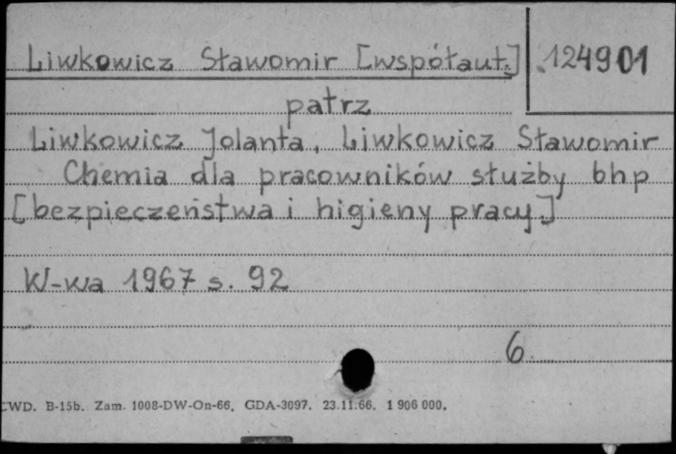 Liwkowicz Sławomir [współaut.] 124901
patrz
Liwkowicz Jolanta, Liwkowicz Sławomir
Chemia dla pracowników służby bhp
[bezpieczeństwa i higieny pracy.]
W-wa 1967 s. 92
6.
CWD. B-15b. Zam. 1008-DW-On-66. GDA-3097. 23.11.66. 1 906 000.